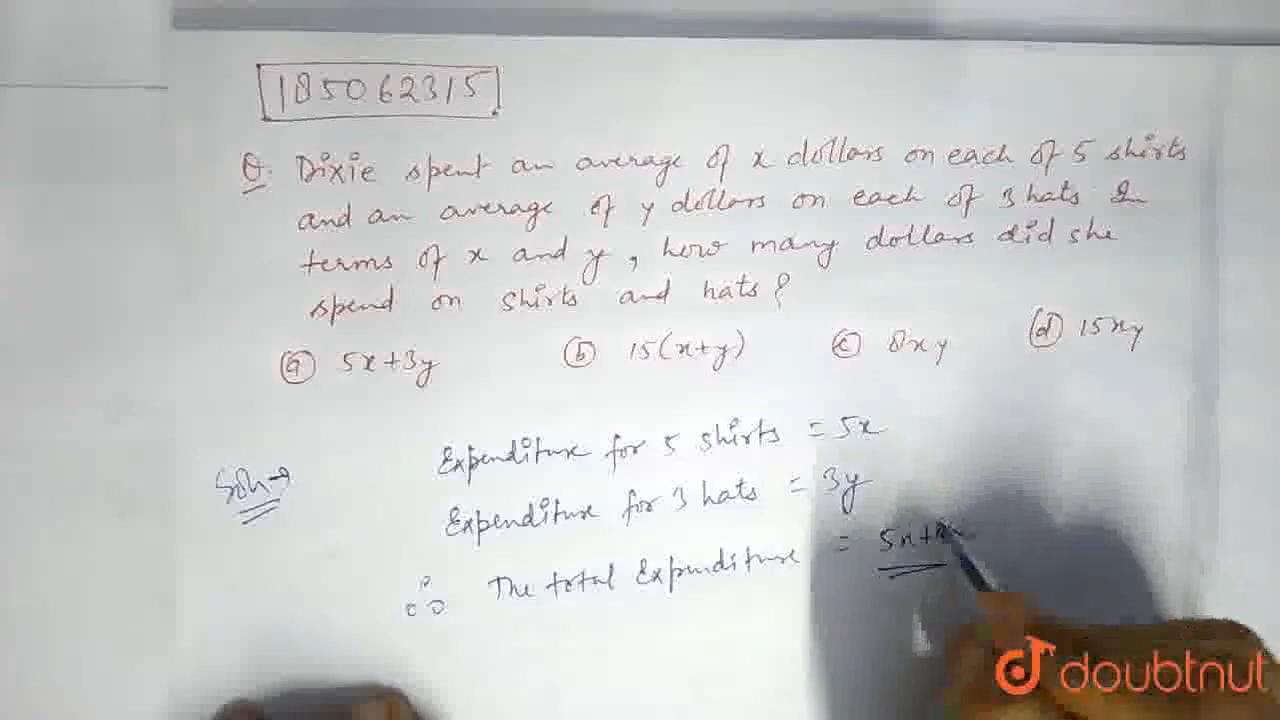 185062315
Q. Dixie spent an average of x dollars on each of 5 shirts
and an average of y dollars on each of 3 hats In
terms of x and y, how many dollars did she
spend on shirts and hats?
(a) 5x+3y (b) 15(x+y) (c) 8xy (d) 15xy
Soln→
Expenditure for 5 shirts = 5x
Expenditure for 3 hats = 3y
∴ The total Expenditure = 5x+
doubtnut